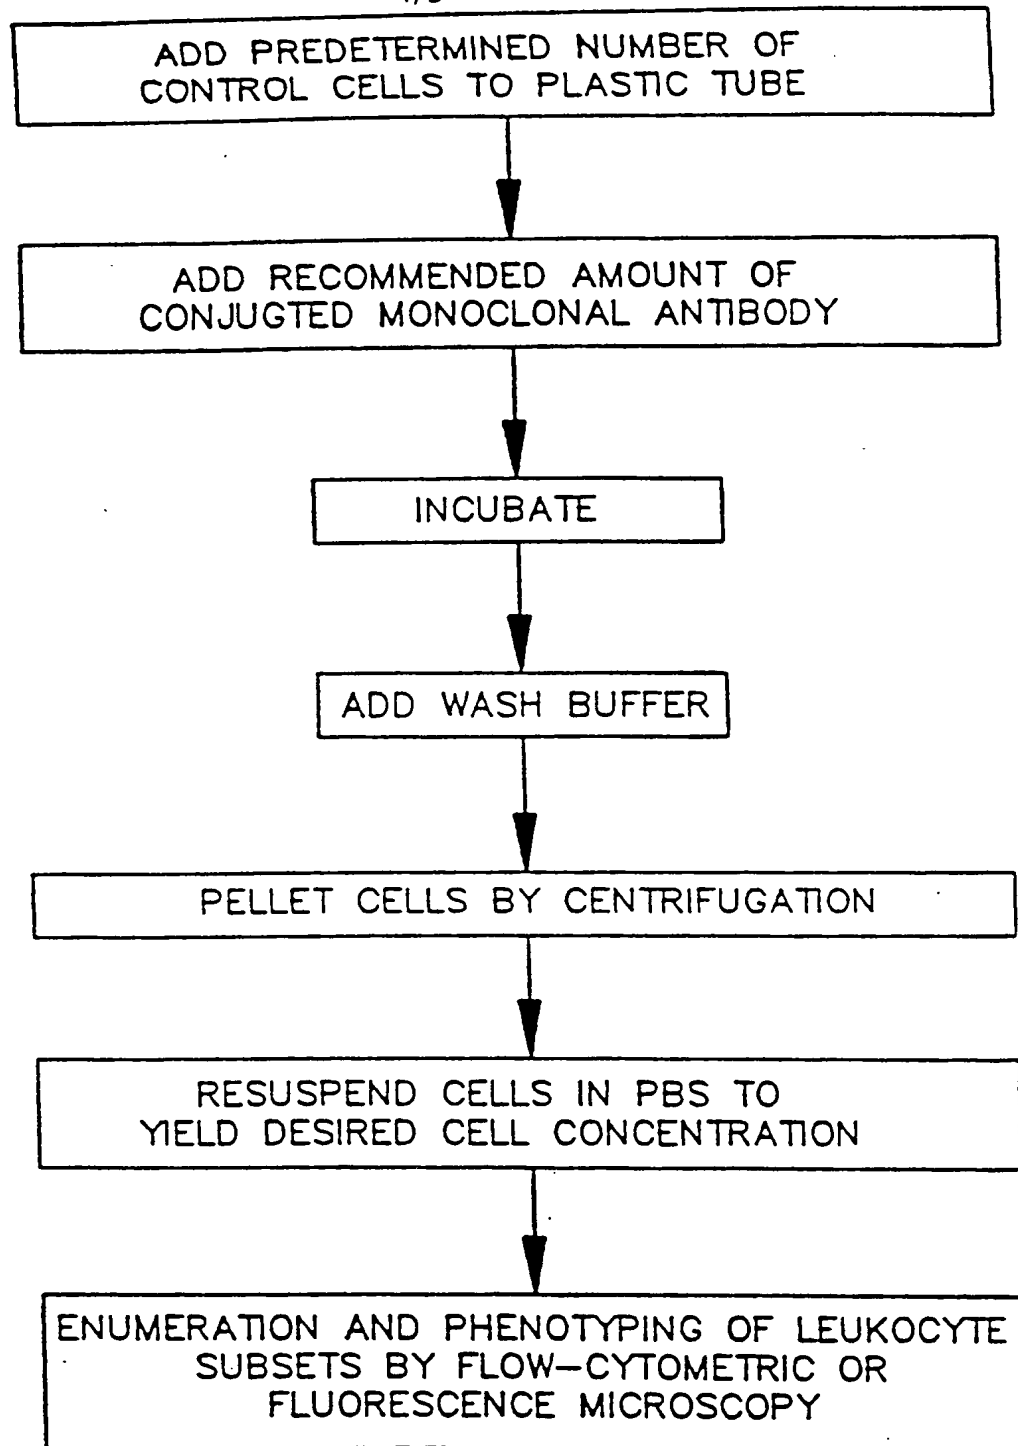 ADD PREDETERMINED NUMBER OF
CONTROL CELLS TO PLASTIC TUBE
ADD RECOMMENDED AMOUNT OF
CONJUGTED MONOCLONAL ANTIBODY
INCUBATE
ADD WASH BUFFER
PELLET CELLS BY CENTRIFUGATION
RESUSPEND CELLS IN PBS TO
YIELD DESIRED CELL CONCENTRATION
ENUMERATION AND PHENOTYPING OF LEUKOCYTE
SUBSETS BY FLOW-CYTOMETRIC OR
FLUORESCENCE MICROSCOPY